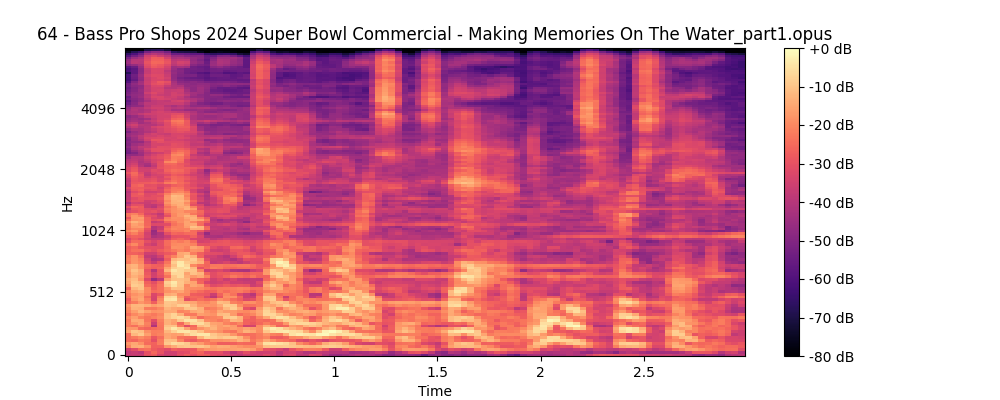 64 - Bass Pro Shops 2024 Super Bowl Commercial - Making Memories On The Water_part1.opus
+0 dB
-10 dB
-20 dB
-30 dB
-40 dB
-50 dB
-60 dB
-70 dB
-80 dB
Hz
4096
2048
1024
512
0
0 0.5 1 1.5 2 2.5
Time